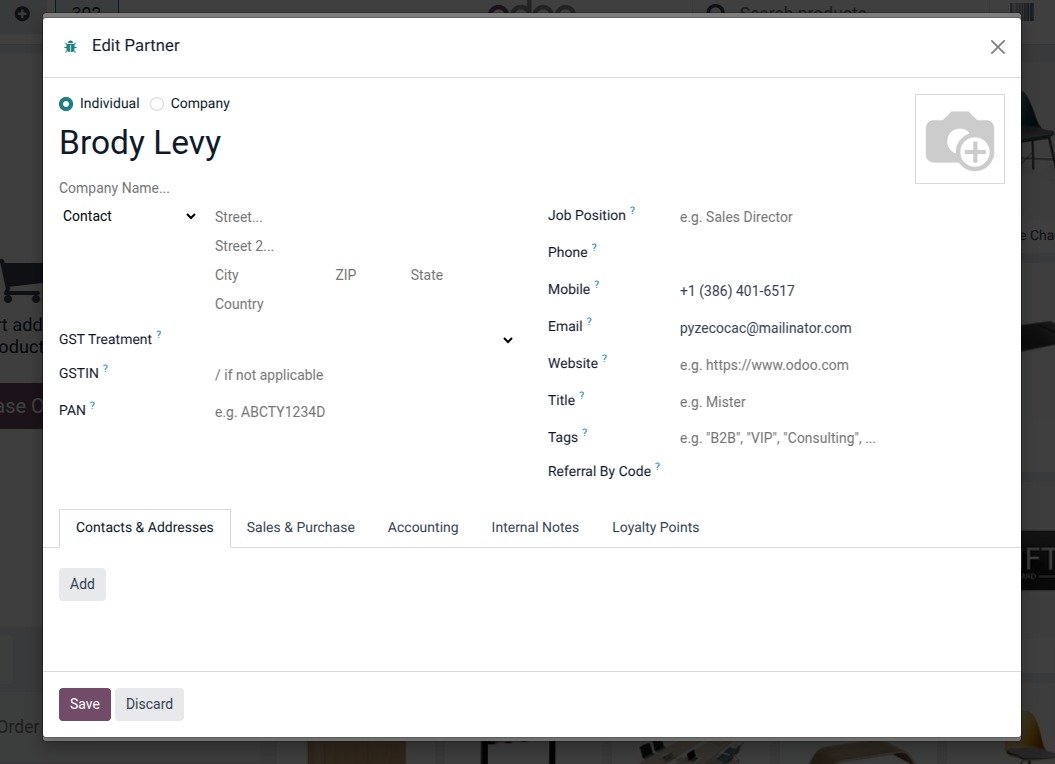 302
odoo
Search products
Edit Partner
Individual Company
Brody Levy
Company Name...
Contact
Street...
Street 2...
City ZIP State
Country
GST Treatment ?
GSTIN ? / if not applicable
PAN ? e.g. ABCTY1234D
Job Position ? e.g. Sales Director
Phone ?
Mobile ? +1 (386) 401-6517
Email ? pyzecocac@mailinator.com
Website ? e.g. https://www.odoo.com
Title ? e.g. Mister
Tags ? e.g. "B2B", "VIP", "Consulting", ...
Referral By Code ?
Contacts & Addresses Sales & Purchase Accounting Internal Notes Loyalty Points
Add
Save Discard
e Cha
rt add
oduct
ase O
FT
ARD
Order